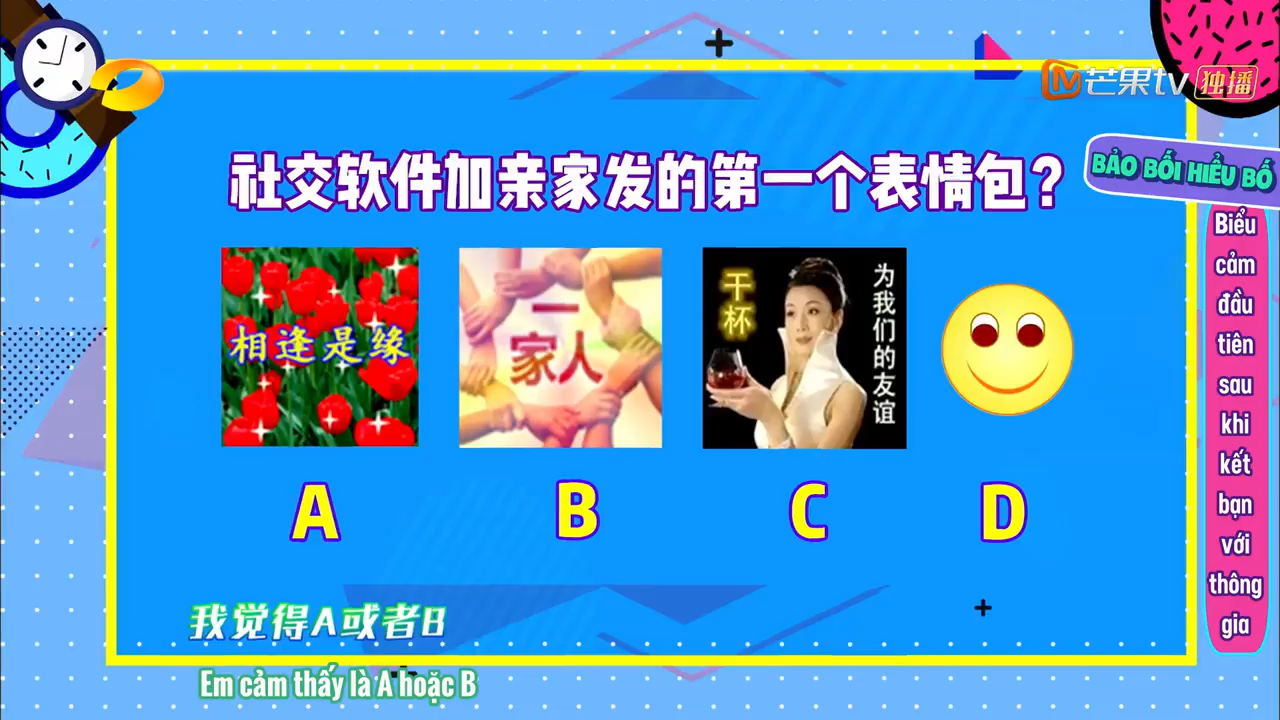 芒果tv 独播
社交软件加亲家发的第一个表情包？
BẢO BỐI HIỂU BỐ
Biểu
cảm
đầu
tiên
sau
khi
kết
bạn
với
thông
gia
相逢是缘
一
家人
干杯
为我们的友谊
A
B
C
D
我觉得A或者B
Em cảm thấy là A hoặc B